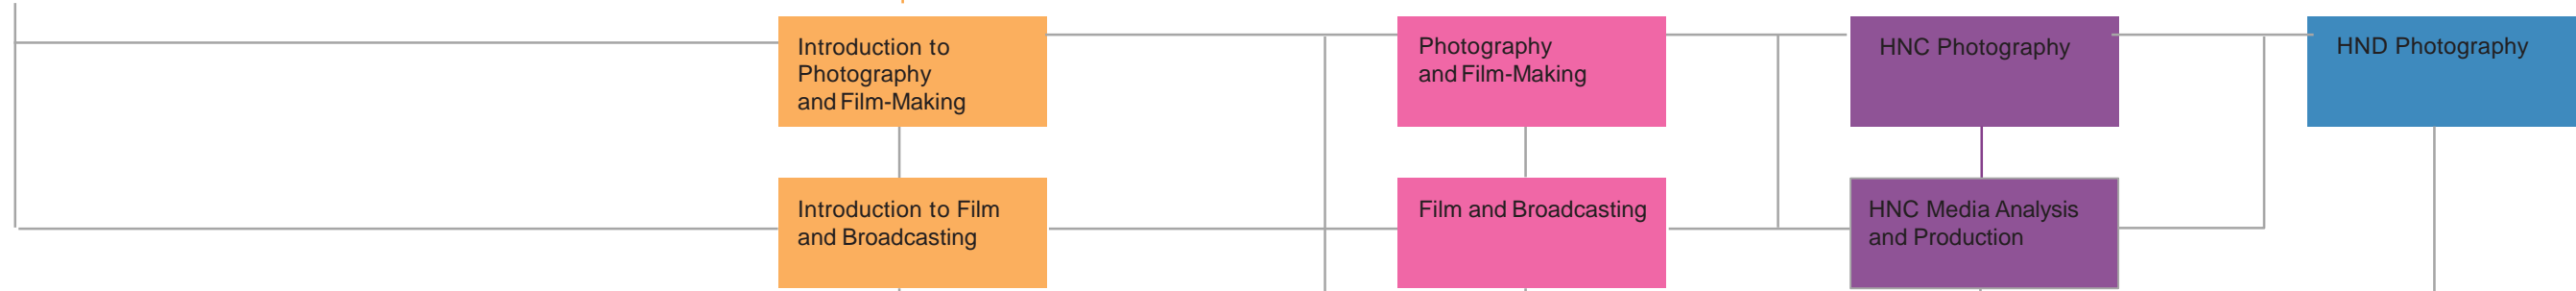 Introduction to
Photography
and Film-Making
Photography
and Film-Making
HNC Photography
HND Photography
Introduction to Film
and Broadcasting
Film and Broadcasting
HNC Media Analysis
and Production